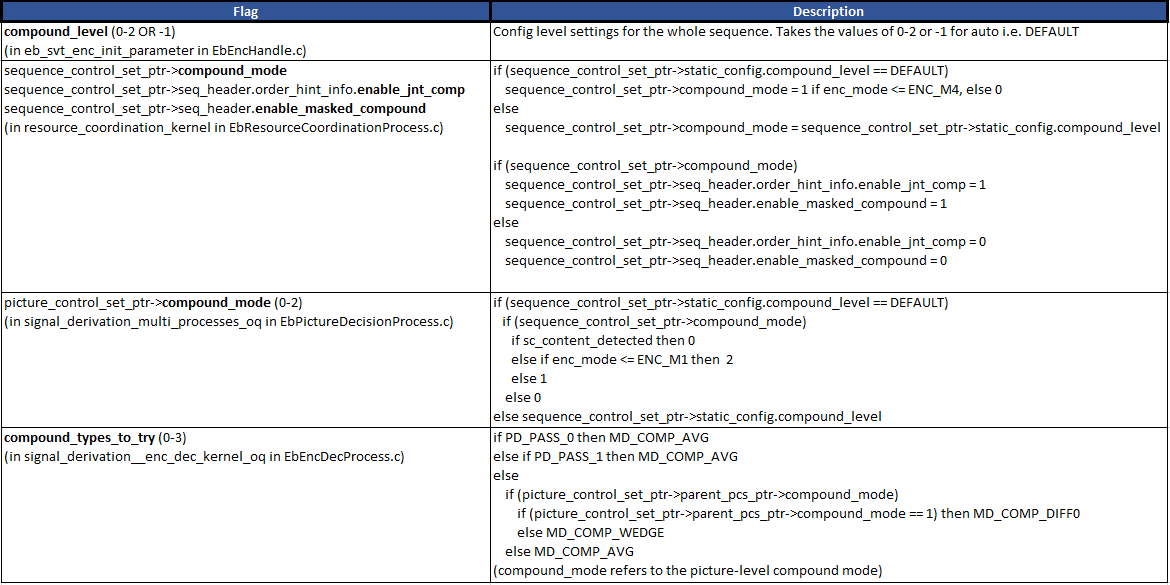 Flag
Description
compound_level (0-2 OR -1)
(in eb_svt_enc_init_parameter in EbEncHandle.c)
Config level settings for the whole sequence. Takes the values of 0-2 or -1 for auto i.e. DEFAULT
sequence_control_set_ptr->compound_mode
sequence_control_set_ptr->seq_header.order_hint_info.enable_jnt_comp
sequence_control_set_ptr->seq_header.enable_masked_compound
(in resource_coordination_kernel in EbResourceCoordinationProcess.c)
if (sequence_control_set_ptr->static_config.compound_level == DEFAULT)
sequence_control_set_ptr->compound_mode = 1 if enc_mode <= ENC_M4, else 0
else
sequence_control_set_ptr->compound_mode = sequence_control_set_ptr->static_config.compound_level
if (sequence_control_set_ptr->compound_mode)
sequence_control_set_ptr->seq_header.order_hint_info.enable_jnt_comp = 1
sequence_control_set_ptr->seq_header.enable_masked_compound = 1
else
sequence_control_set_ptr->seq_header.order_hint_info.enable_jnt_comp = 0
sequence_control_set_ptr->seq_header.enable_masked_compound = 0
picture_control_set_ptr->compound_mode (0-2)
(in signal_derivation_multi_processes_oq in EbPictureDecisionProcess.c)
if (sequence_control_set_ptr->static_config.compound_level == DEFAULT)
if (sequence_control_set_ptr->compound_mode)
if sc_content_detected then 0
else if enc_mode <= ENC_M1 then 2
else 1
else 0
else sequence_control_set_ptr->static_config.compound_level
compound_types_to_try (0-3)
(in signal_derivation__enc_dec_kernel_oq in EbEncDecProcess.c)
if PD_PASS_0 then MD_COMP_AVG
else if PD_PASS_1 then MD_COMP_AVG
else
if (picture_control_set_ptr->parent_pcs_ptr->compound_mode)
if (picture_control_set_ptr->parent_pcs_ptr->compound_mode == 1) then MD_COMP_DIFF0
else MD_COMP_WEDGE
else MD_COMP_AVG
(compound_mode refers to the picture-level compound mode)